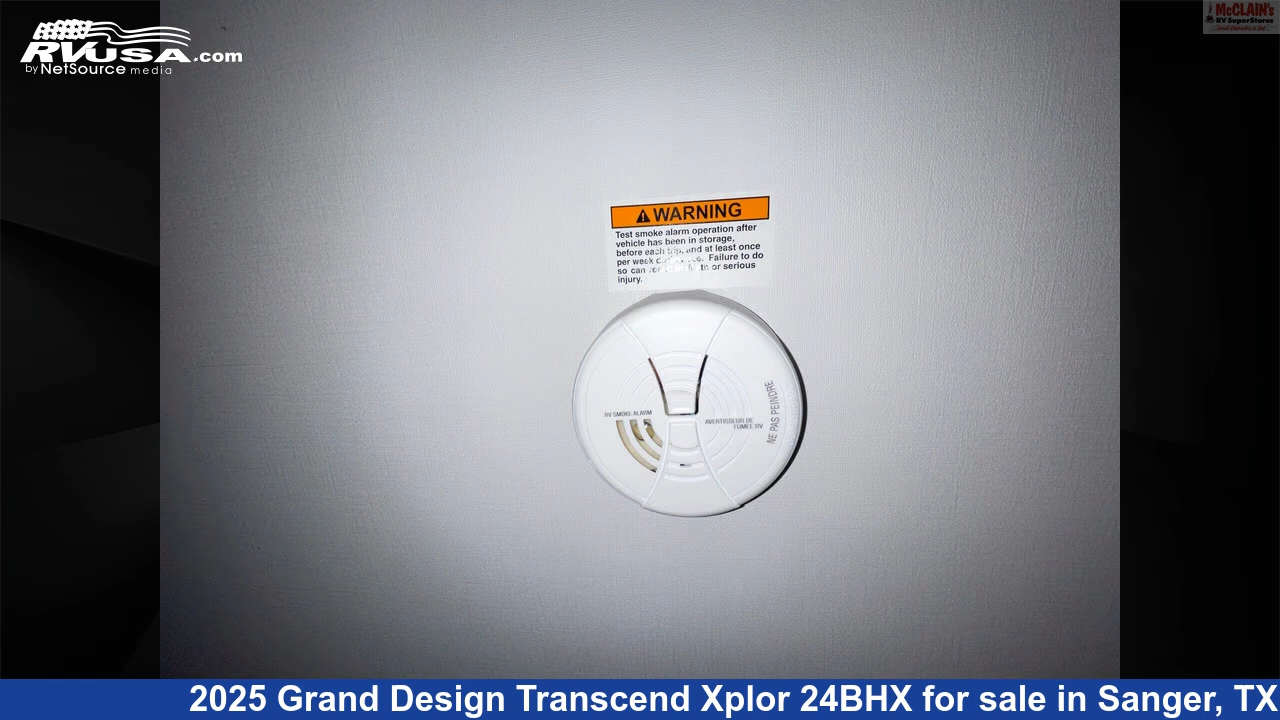 RVUSA.com
by NetSource media
McCLAIN's
RV SuperStores
WARNING
Test smoke alarm operation after
vehicle has been in storage,
before each trip, and at least once
per week Failure to do
so can or serious
injury.
RV SMOKE ALARM
AVERTISSEUR DE
FUMEE RV
NE PAS PEINDRE
2025 Grand Design Transcend Xplor 24BHX for sale in Sanger, TX